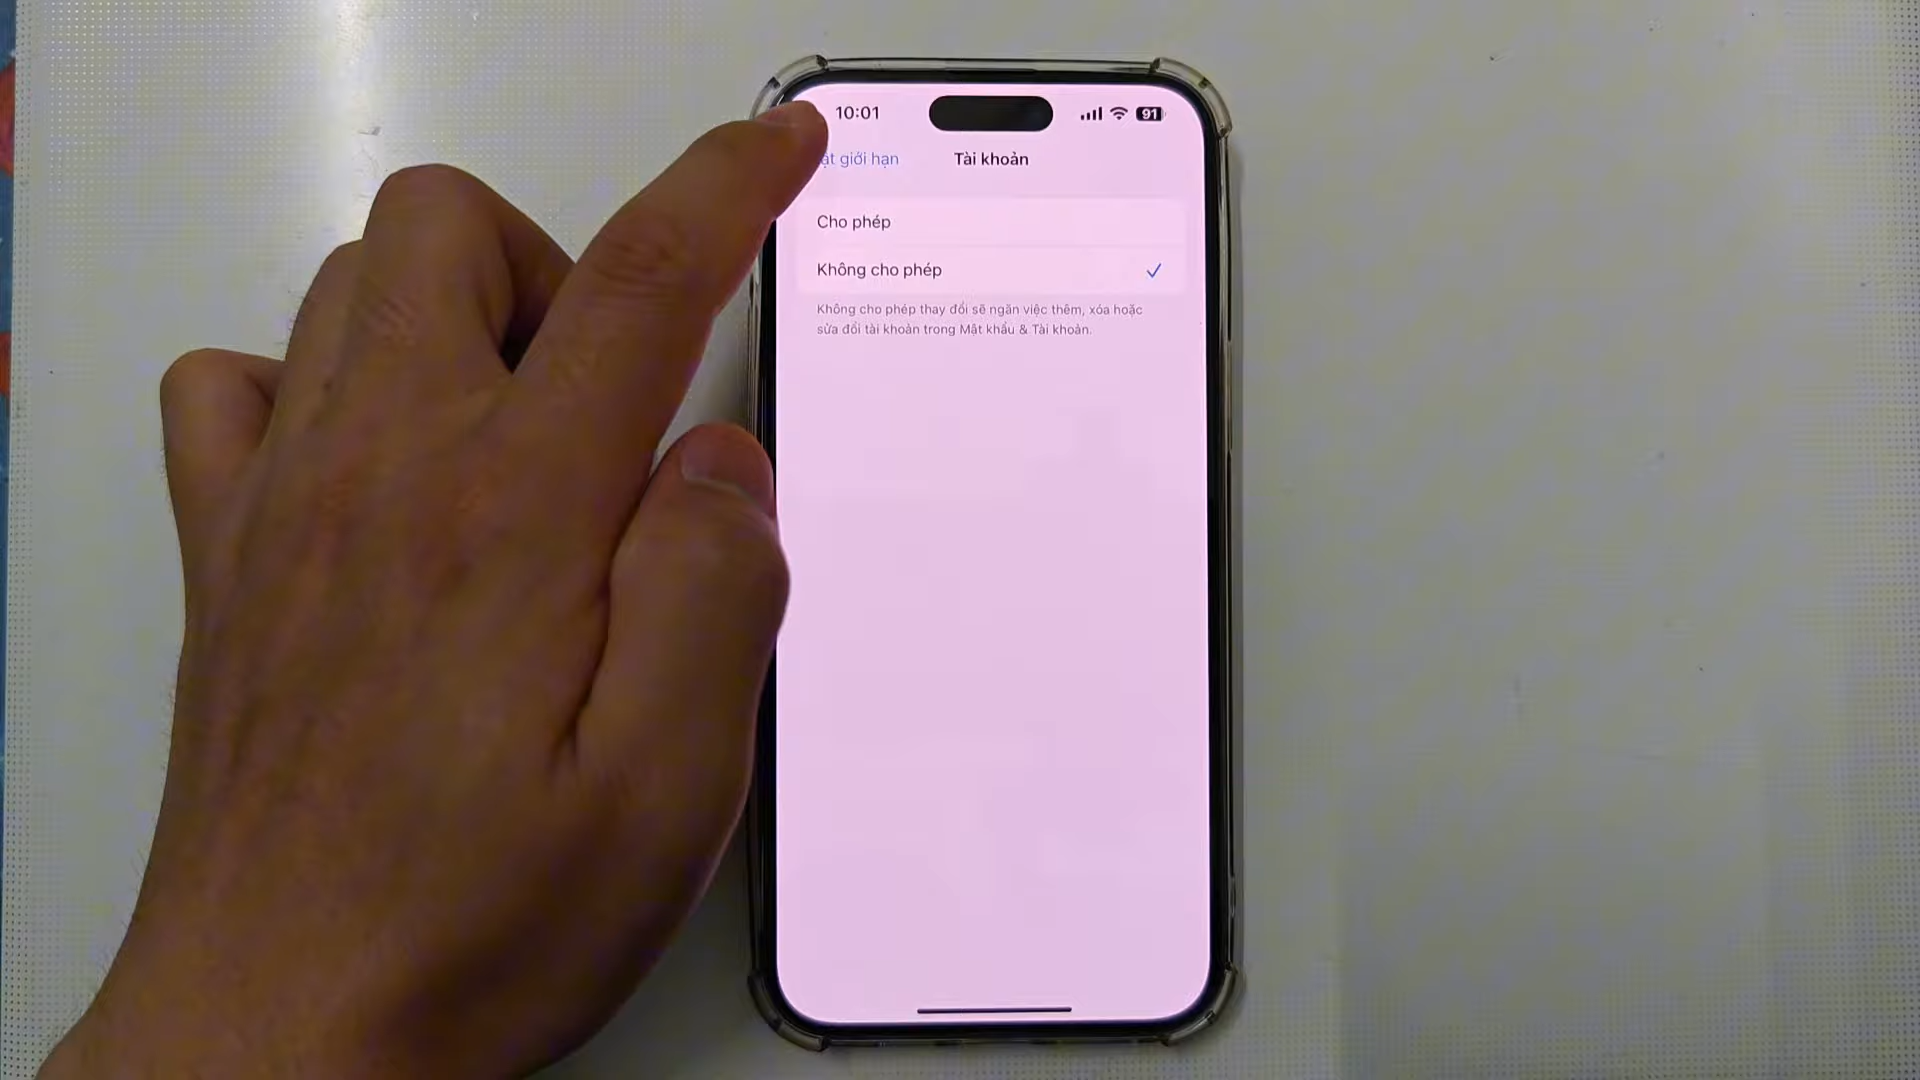 10:01
91
giới hạn
Tài khoản
Cho phép
Không cho phép
Không cho phép thay đổi sẽ ngăn việc thêm, xóa hoặc
sửa đổi tài khoản trong Mật khẩu & Tài khoản.